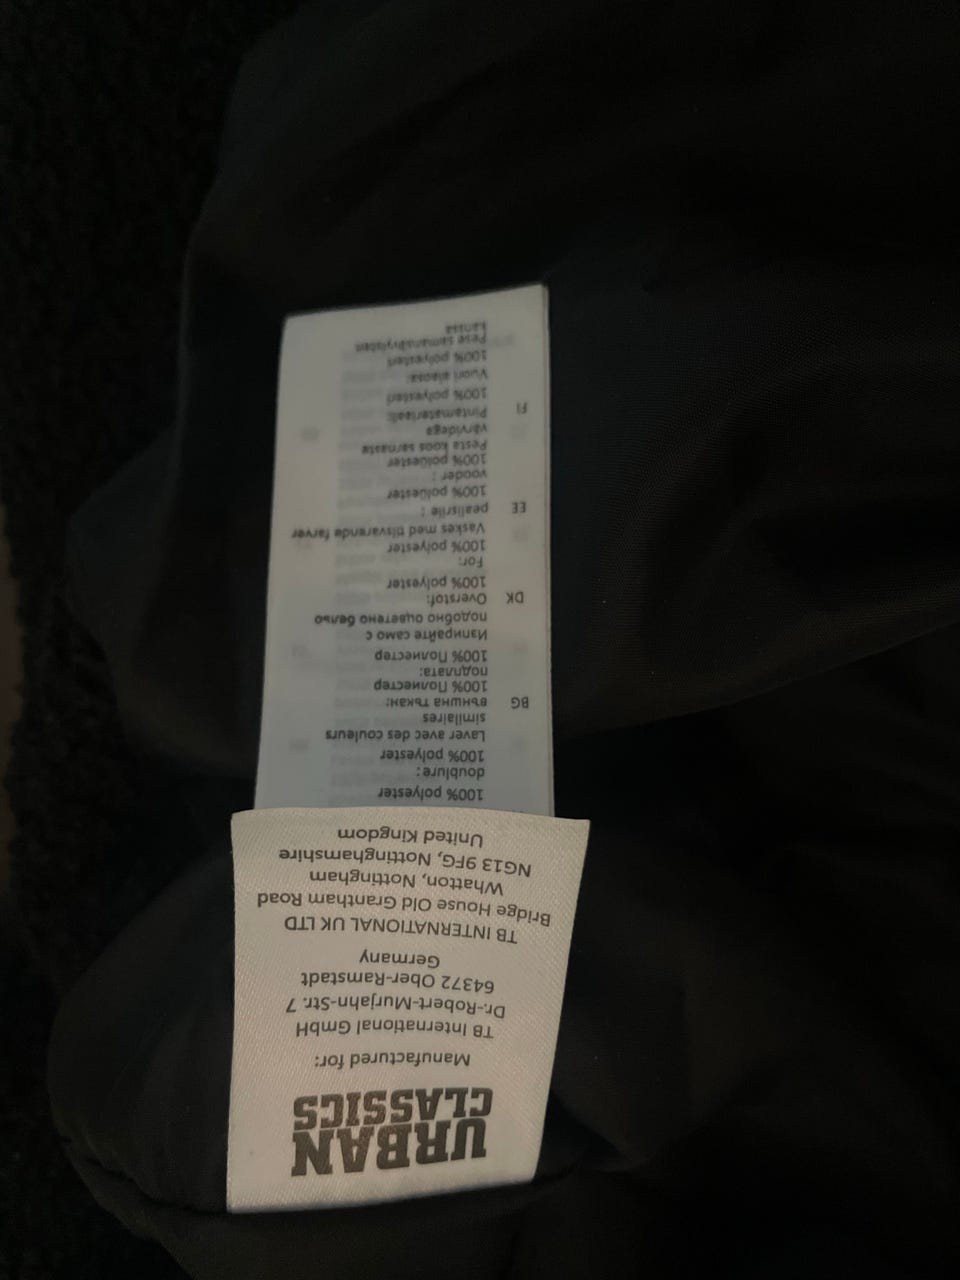 URBAN
CLASSICS
Manufactured for:
TB International GmbH
Dr.-Robert-Murjahn-Str. 7
64372 Ober-Ramstadt
Germany
TB INTERNATIONAL UK LTD
Bridge House Old Grantham Road
Whatton, Nottingham
NG13 9FG, Nottinghamshire
United Kingdom
100% polyester
doublure:
100% polyester
Laver avec des couleurs
similaires
BG външна тъкан:
100% Полиестер
подплата:
100% Полиестер
Изпирайте само с
подобно оцветено бельо
DK Overstof:
100% polyester
For:
100% polyester
Vaskes med tilsvarende farver
EE pealisriie :
100% polüester
vooder :
100% polüester
Pesta koos sarnaste
värvidega
FI Pintamateriaali:
100% polyesteri
Vuori alaosa:
100% polyesteri
Pese samansävyisten
kanssa